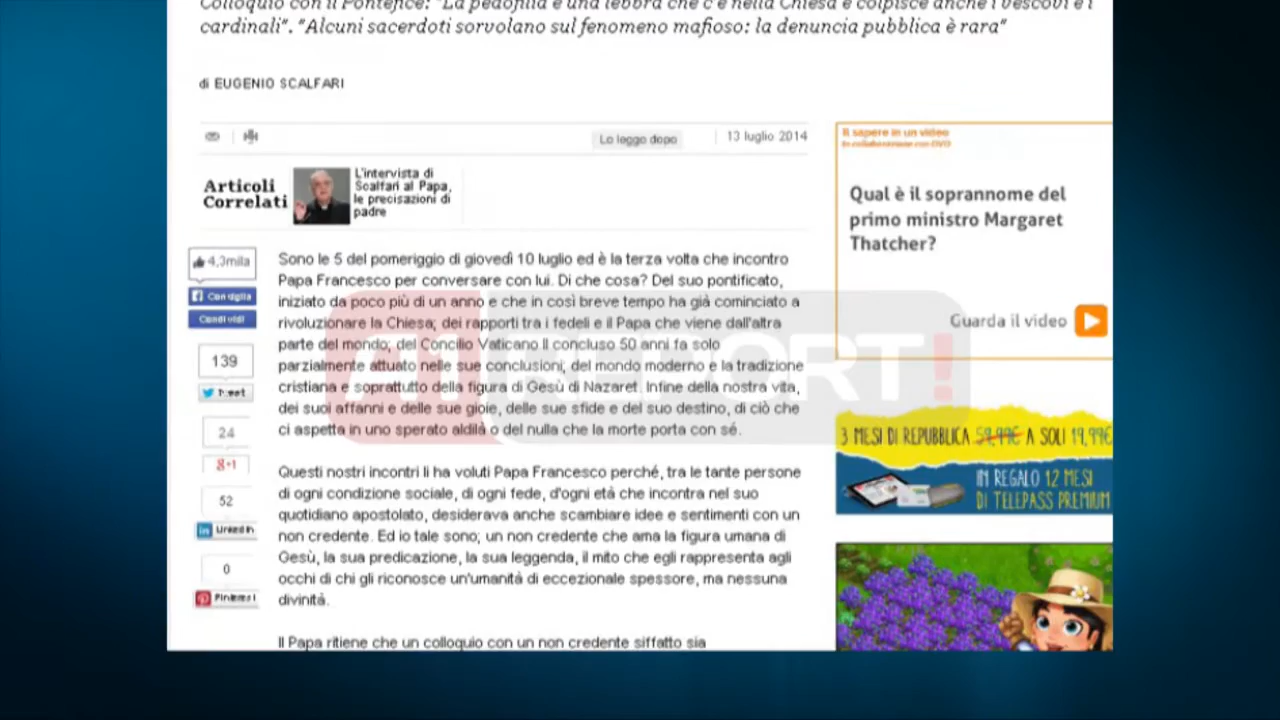 Colloquio con il Pontefice: "La pedofilia è una lebbra che c'è nella Chiesa e colpisce anche i vescovi e i
cardinali". "Alcuni sacerdoti sorvolano sul fenomeno mafioso: la denuncia pubblica è rara"
di EUGENIO SCALFARI
Lo leggo dopo
13 luglio 2014
Articoli
Correlati
L'intervista di
Scalfari al Papa,
le precisazioni di
padre
4,3mila
Consiglia
Condividi
139
Tweet
24
g+1
52
LinkedIn
0
Pinterest
Sono le 5 del pomeriggio di giovedì 10 luglio ed è la terza volta che incontro
Papa Francesco per conversare con lui. Di che cosa? Del suo pontificato,
iniziato da poco più di un anno e che in così breve tempo ha già cominciato a
rivoluzionare la Chiesa; dei rapporti tra i fedeli e il Papa che viene dall'altra
parte del mondo; del Concilio Vaticano II concluso 50 anni fa solo
parzialmente attuato nelle sue conclusioni; del mondo moderno e la tradizione
cristiana e soprattutto della figura di Gesù di Nazaret. Infine della nostra vita,
dei suoi affanni e delle sue gioie, delle sue sfide e del suo destino, di ciò che
ci aspetta in uno sperato aldilà o del nulla che la morte porta con sé.
Questi nostri incontri li ha voluti Papa Francesco perché, tra le tante persone
di ogni condizione sociale, di ogni fede, d'ogni età che incontra nel suo
quotidiano apostolato, desiderava anche scambiare idee e sentimenti con un
non credente. Ed io tale sono; un non credente che ama la figura umana di
Gesù, la sua predicazione, la sua leggenda, il mito che egli rappresenta agli
occhi di chi gli riconosce un'umanità di eccezionale spessore, ma nessuna
divinità.
Il Papa ritiene che un colloquio con un non credente siffatto sia
Il sapere in un video
In collaborazione con OVO
Qual è il soprannome del
primo ministro Margaret
Thatcher?
Guarda il video
3 MESI DI REPUBBLICA 59,99€ A SOLI 19,99€
IN REGALO 12 MESI
DI TELEPASS PREMIUM
A1 REPORT!